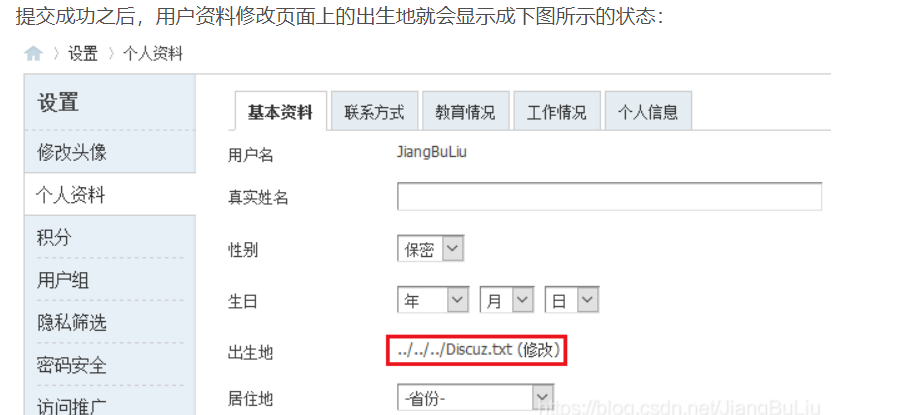 提交成功之后，用户资料修改页面上的出生地就会显示成下图所示的状态：
〉设置 〉个人资料
设置
修改头像
个人资料
积分
用户组
隐私筛选
密码安全
访问推广
基本资料 联系方式 教育情况 工作情况 个人信息
用户名 JiangBuLiu
真实姓名
性别 保密
生日 年 月 日
出生地 ../../../Discuz.txt (修改)
居住地 -省份-
https://blog.csdn.net/JiangBuLiu